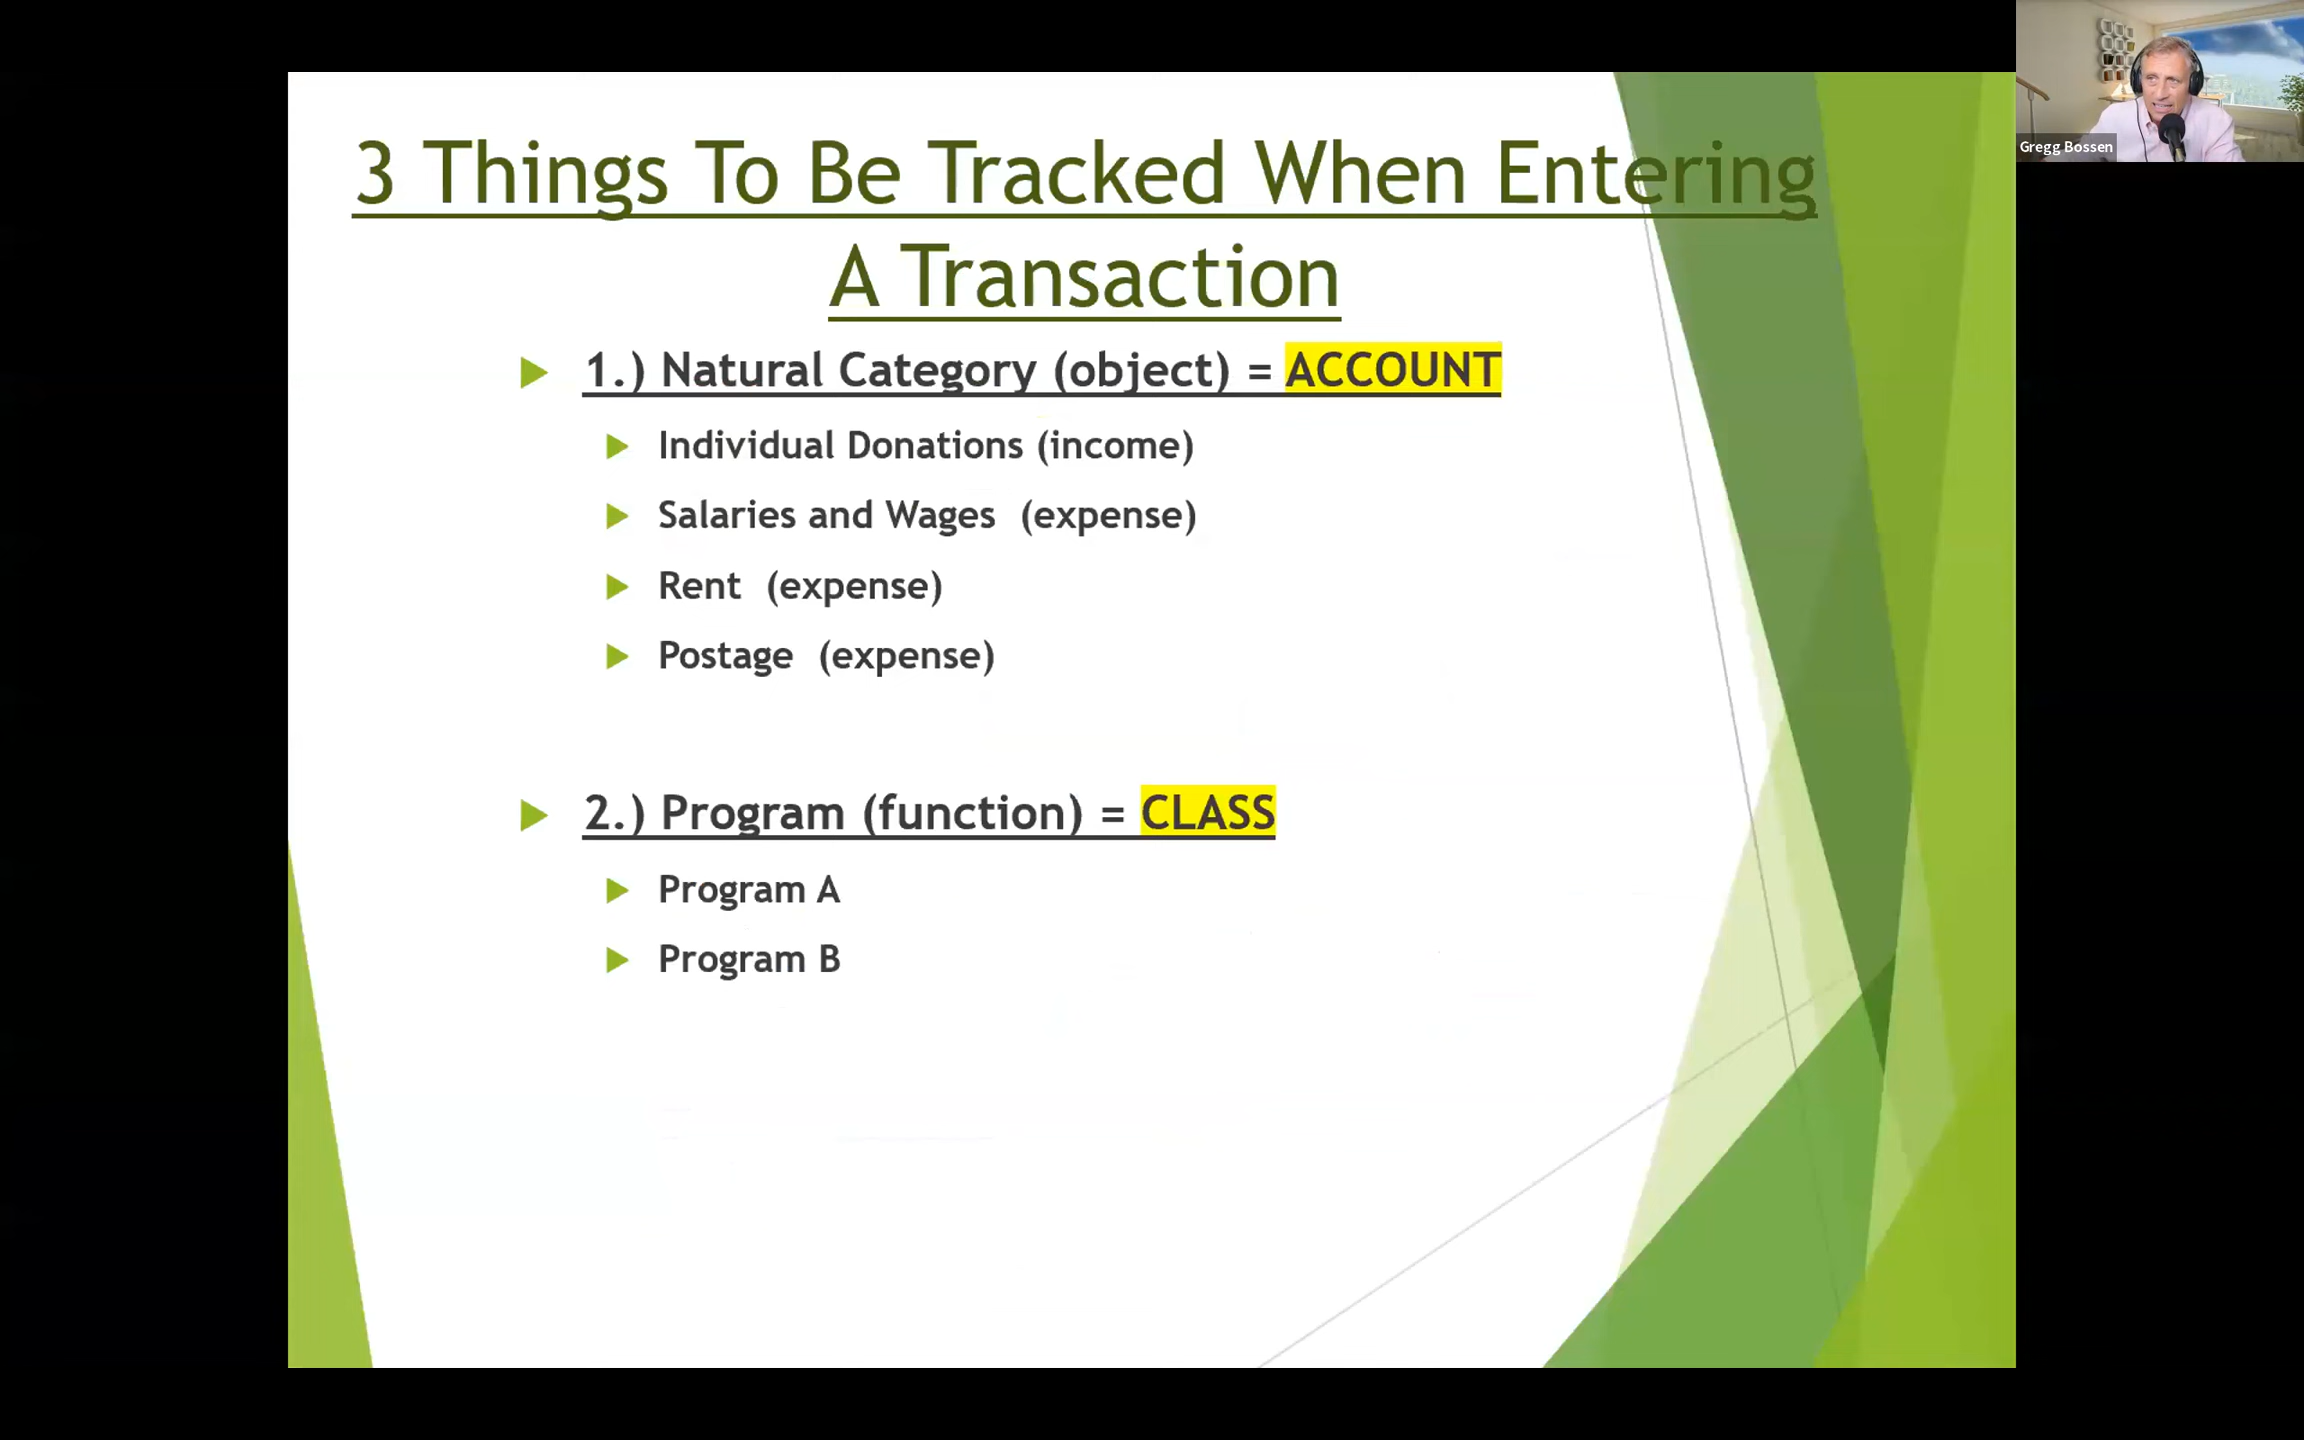 3 Things To Be Tracked When Entering
A Transaction
1.) Natural Category (object) = ACCOUNT
Individual Donations (income)
Salaries and Wages  (expense)
Rent  (expense)
Postage  (expense)
2.) Program (function) = CLASS
Program A
Program B
Gregg Bossen